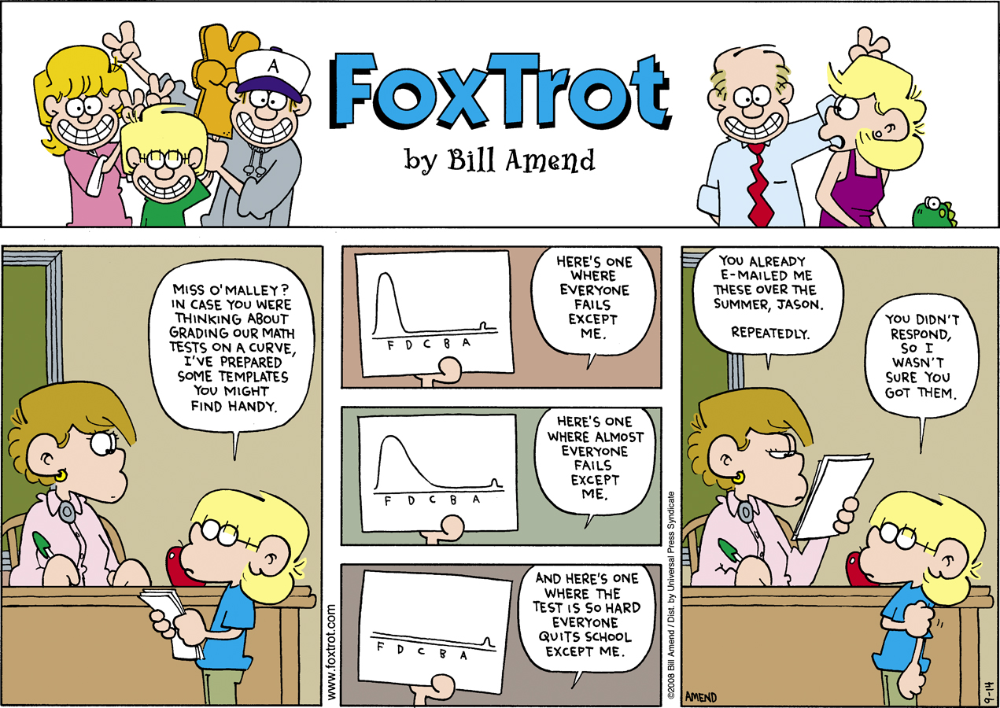 A
FOXTROT
by Bill Amend
MISS O'MALLEY?
IN CASE YOU WERE
THINKING ABOUT
GRADING OUR MATH
TESTS ON A CURVE,
I'VE PREPARED
SOME TEMPLATES
YOU MIGHT
FIND HANDY.
www.foxtrot.com
F D C B A
HERE'S ONE
WHERE
EVERYONE
FAILS
EXCEPT
ME.
F D C B A
HERE'S ONE
WHERE ALMOST
EVERYONE
FAILS
EXCEPT
ME.
F D C B A
AND HERE'S ONE
WHERE THE
TEST IS SO HARD
EVERYONE
QUITS SCHOOL
EXCEPT ME.
©2008 Bill Amend / Dist. by Universal Press Syndicate
YOU ALREADY
E-MAILED ME
THESE OVER THE
SUMMER, JASON.
REPEATEDLY.
YOU DIDN'T
RESPOND,
SO I
WASN'T
SURE YOU
GOT THEM.
AMEND
9-14